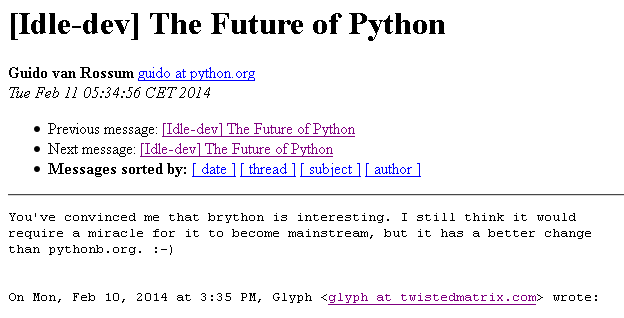 [Idle-dev] The Future of Python
Guido van Rossum guido at python.org
Tue Feb 11 05:34:56 CET 2014
Previous message: [Idle-dev] The Future of Python
Next message: [Idle-dev] The Future of Python
Messages sorted by: [ date ] [ thread ] [ subject ] [ author ]
You've convinced me that brython is interesting. I still think it would
require a miracle for it to become mainstream, but it has a better change
than pythonb.org. :-)
On Mon, Feb 10, 2014 at 3:35 PM, Glyph <glyph at twistedmatrix.com> wrote: